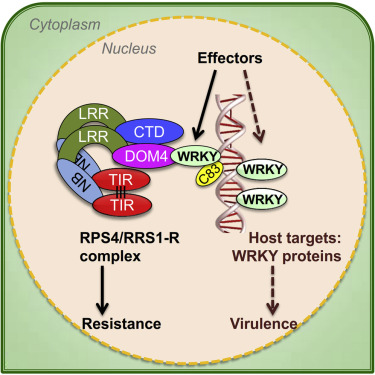 Cytoplasm
Nucleus
Effectors
LRR
LRR
CTD
DOM4
WRKY
C83
WRKY
WRKY
NB
NB
TIR
TIR
RPS4/RRS1-R
complex
Host targets:
WRKY proteins
Resistance
Virulence